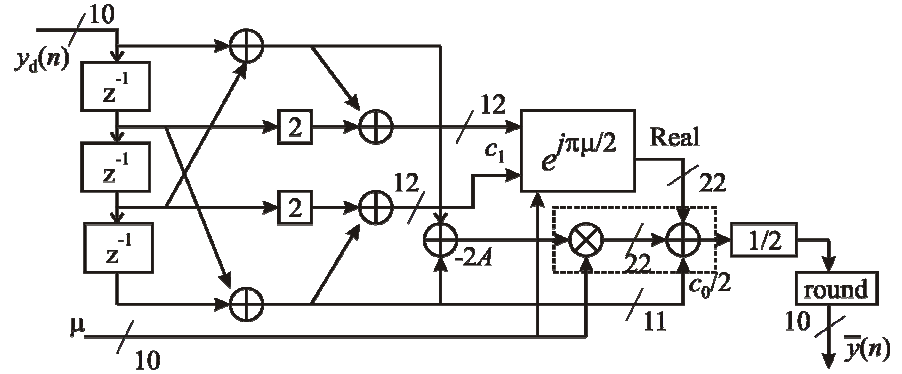 10
y_d(n)
z^-1
z^-1
z^-1
2
12
c_1
e^jπμ/2
Real
22
2
12
-2A
22
1/2
c_0/2
11
round
μ
10
10
ȳ(n)